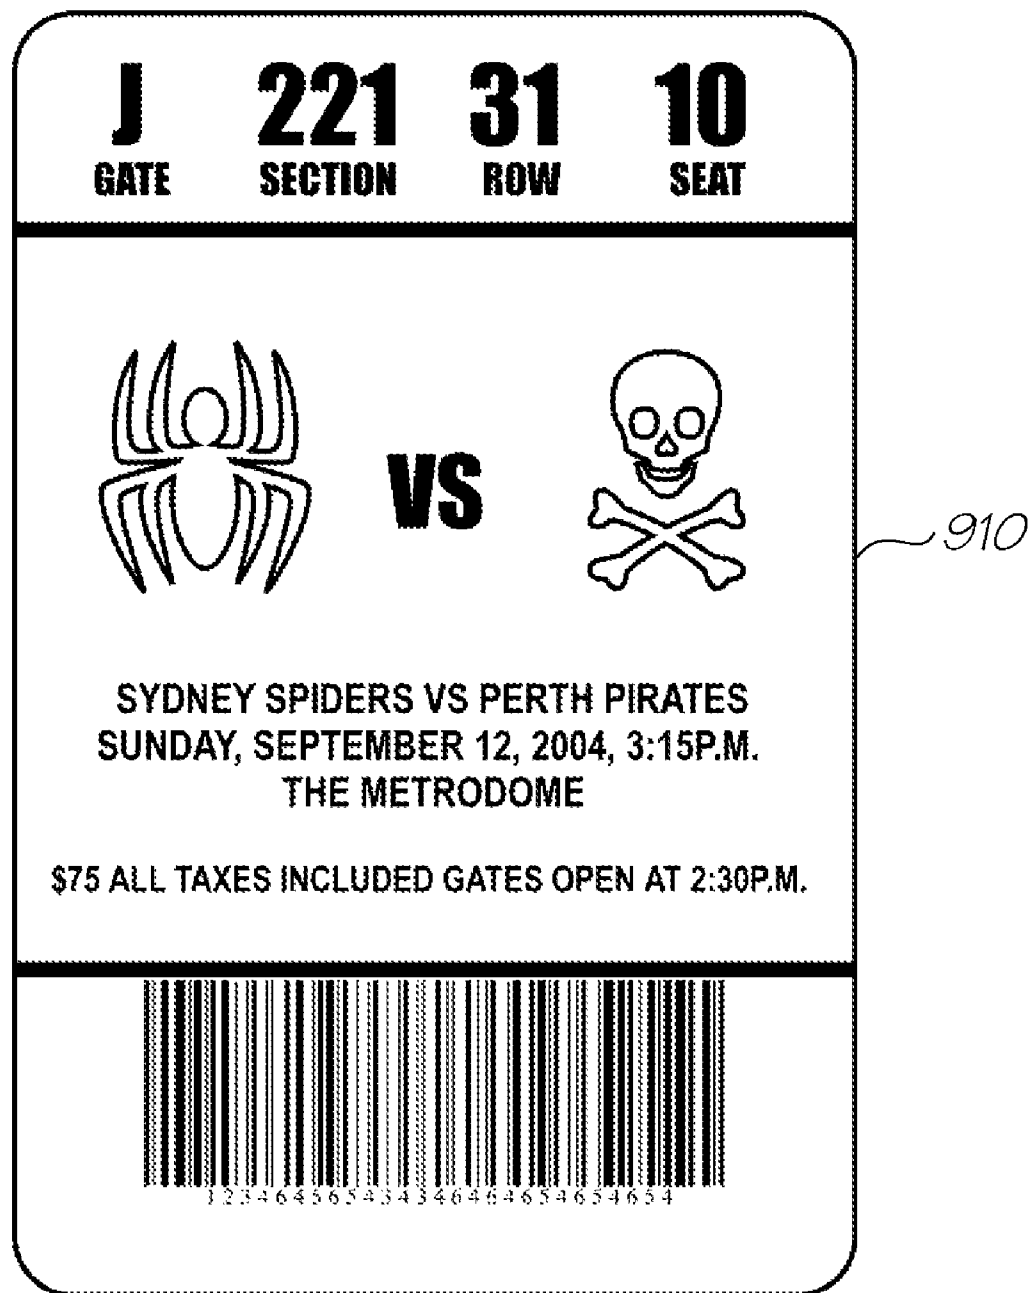 J 221 31 10
GATE SECTION ROW SEAT
VS
910
SYDNEY SPIDERS VS PERTH PIRATES
SUNDAY, SEPTEMBER 12, 2004, 3:15P.M.
THE METRODOME
$75 ALL TAXES INCLUDED GATES OPEN AT 2:30P.M.
1234645654343464646546546​54